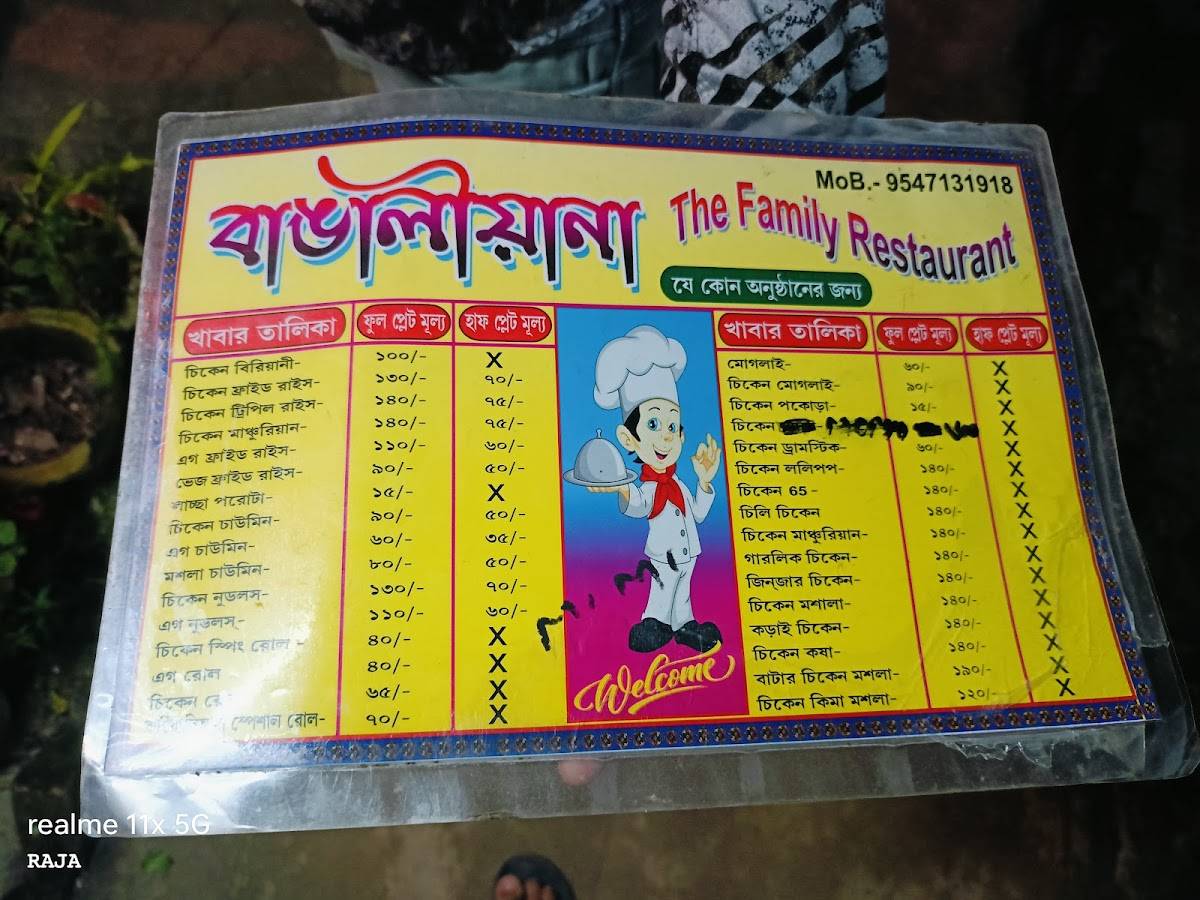 MoB.- 9547131918
বাঙালীয়ানা The Family Restaurant
যে কোন অনুষ্ঠানের জন্য
খাবার তালিকা ফুল প্লেট মূল্য হাফ প্লেট মূল্য
চিকেন বিরিয়ানী- ১০০/- X
চিকেন ফ্রাইড রাইস- ১৩০/- ৭০/-
চিকেন ট্রিপিল রাইস- ১৪০/- ৭৫/-
চিকেন মাঞ্চুরিয়ান- ১৪০/- ৭৫/-
এগ ফ্রাইড রাইস- ১১০/- ৬০/-
ভেজ ফ্রাইড রাইস- ৯০/- ৫০/-
লাচ্ছা পরোটা- ১৫/- X
চিকেন চাউমিন- ৯০/- ৫০/-
এগ চাউমিন- ৬০/- ৩৫/-
মশলা চাউমিন- ৮০/- ৫০/-
চিকেন নুডলস- ১৩০/- ৭০/-
এগ নুডলস্- ১১০/- ৬০/-
চিকেন স্পিং রোল - ৪০/- X
এগ রোল ৪০/- X
চিকেন ৬৫/- X
স্পেশাল রোল- ৭০/- X
Welcome
খাবার তালিকা ফুল প্লেট মূল্য হাফ প্লেট মূল্য
মোগলাই- ৬০/- X
চিকেন মোগলাই- ৯০/- X
চিকেন পকোড়া- ১৫/- X
চিকেন X
চিকেন ড্রামস্টিক- ৬০/- X
চিকেন ললিপপ- ১৪০/- X
চিকেন 65 - ১৪০/- X
চিলি চিকেন ১৪০/- X
চিকেন মাঞ্চুরিয়ান- ১৪০/- X
গারলিক চিকেন- ১৪০/- X
জিন্জার চিকেন- ১৪০/- X
চিকেন মশালা- ১৪০/- X
কড়াই চিকেন- ১৪০/- X
চিকেন কষা- ১৪০/- X
বাটার চিকেন মশলা- ১৯০/- X
চিকেন কিমা মশলা- ১২০/- X
realme 11x 5G
RAJA